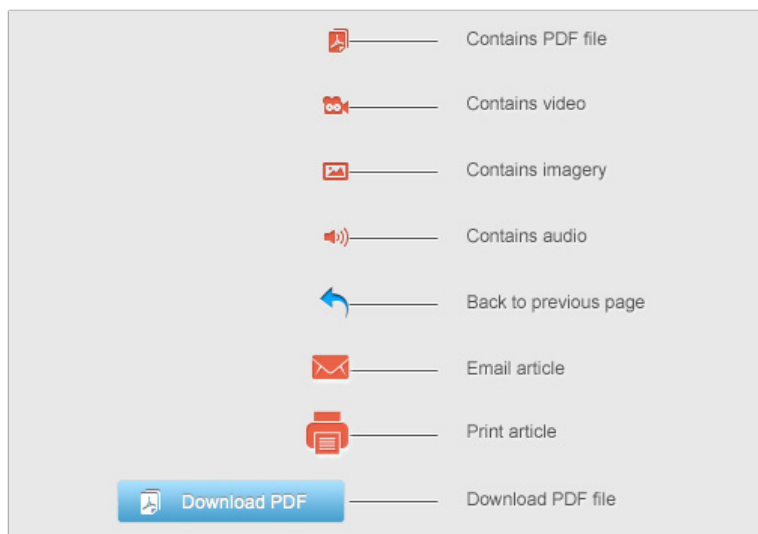 Contains PDF file
Contains video
Contains imagery
Contains audio
Back to previous page
Email article
Print article
Download PDF Download PDF file